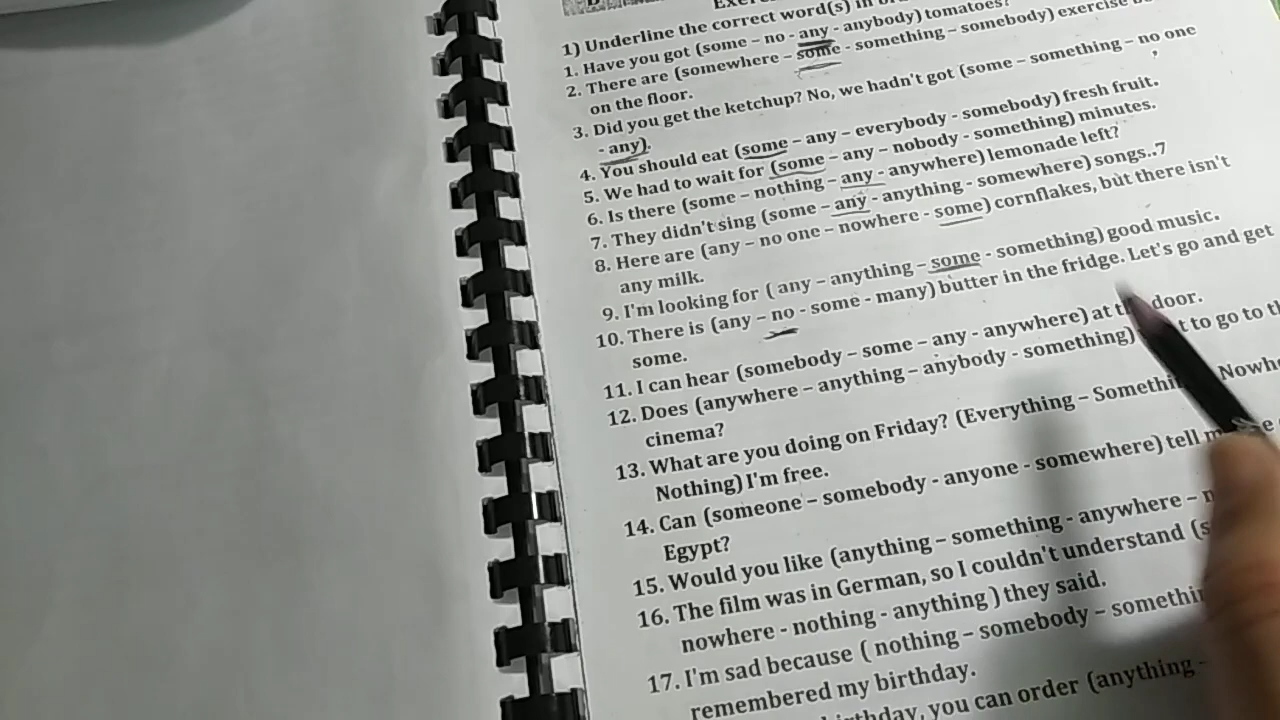 1) Underline the correct word(s) in
1. Have you got (some – no - any - anybody) tomatoes?
2. There are (somewhere – some - something – somebody) exercise
on the floor.
3. Did you get the ketchup? No, we hadn't got (some – something – no one
- any).
4. You should eat (some – any – everybody - somebody) fresh fruit.
5. We had to wait for (some – any – nobody - something) minutes.
6. Is there (some – nothing – any - anywhere) lemonade left?
7. They didn't sing (some – any - anything - somewhere) songs..7
8. Here are (any – no one – nowhere - some) cornflakes, but there isn't
any milk.
9. I'm looking for ( any – anything – some - something) good music.
10. There is (any – no - some - many) butter in the fridge. Let's go and get
some.
11. I can hear (somebody – some – any - anywhere) at door.
12. Does (anywhere – anything – anybody - something) to go to
cinema?
13. What are you doing on Friday? (Everything –
Nothing) I'm free.
14. Can (someone – somebody - anyone - somewhere) tell
Egypt?
15. Would you like (anything – something - anywhere –
16. The film was in German, so I couldn't understand
nowhere - nothing - anything ) they said.
17. I'm sad because ( nothing – somebody –
remembered my birthday.
you can order (anything -